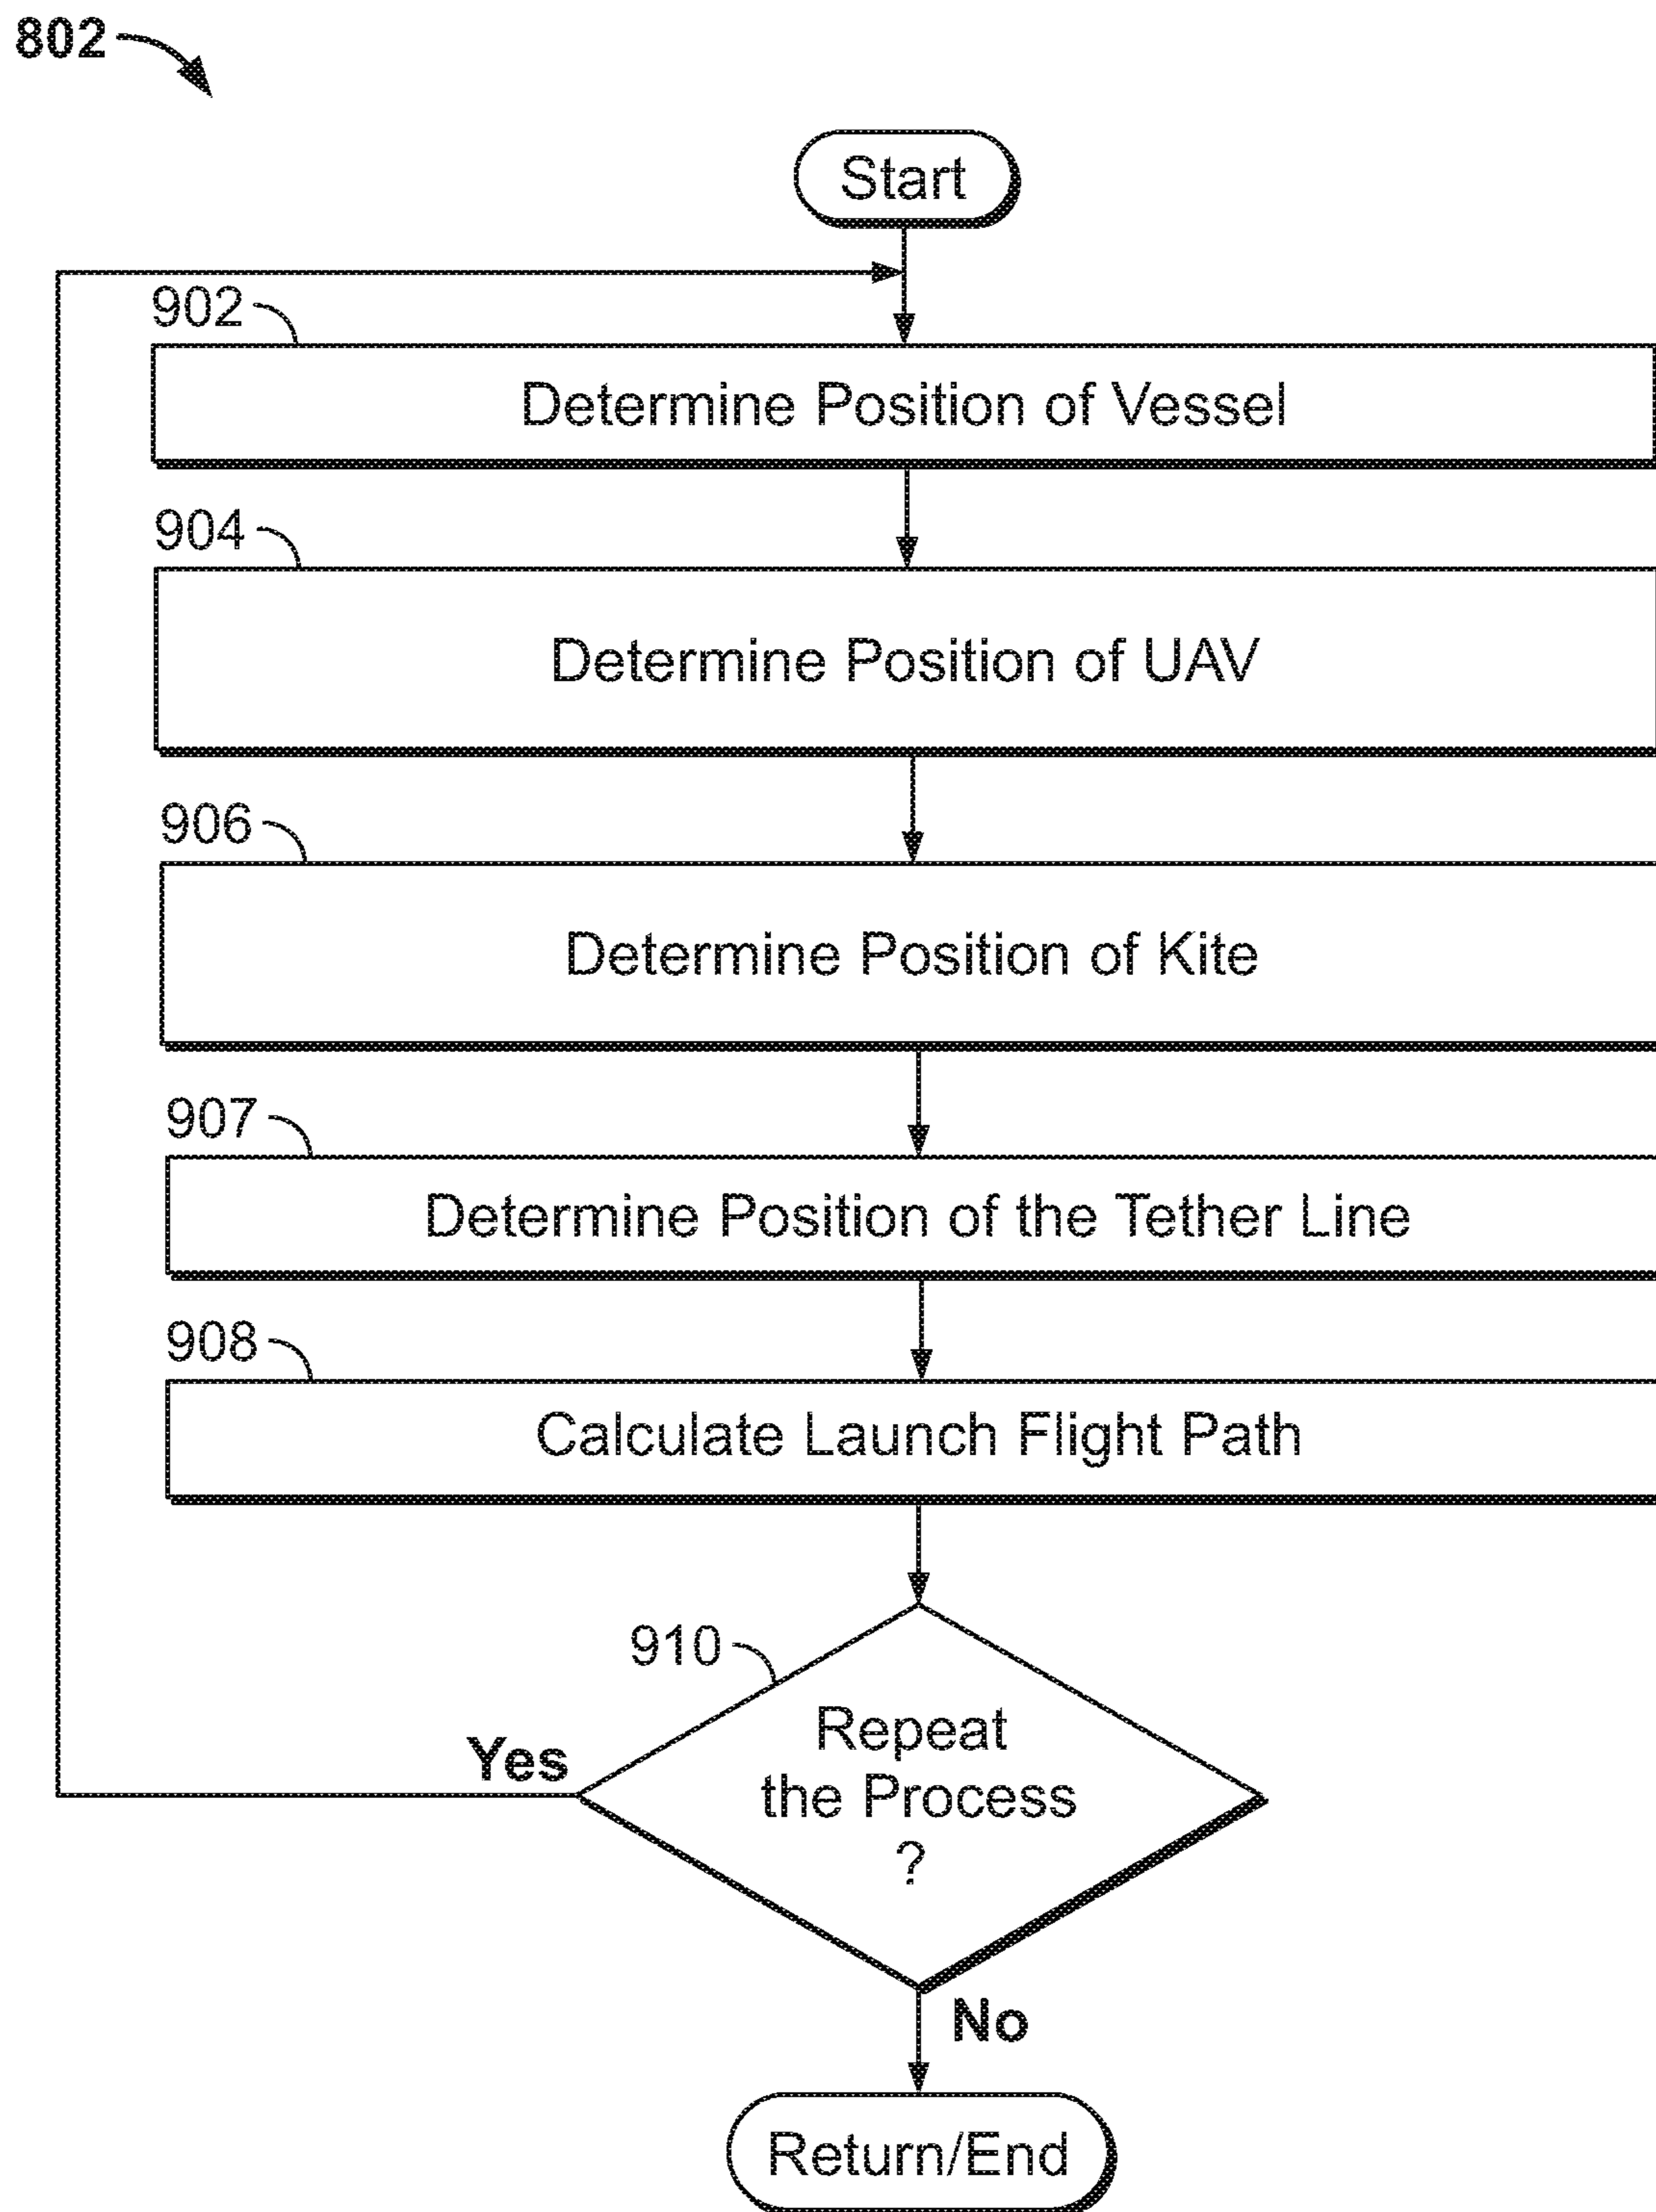 802
Start
902
Determine Position of Vessel
904
Determine Position of UAV
906
Determine Position of Kite
907
Determine Position of the Tether Line
908
Calculate Launch Flight Path
910
Repeat
the Process
?
Yes
No
Return/End